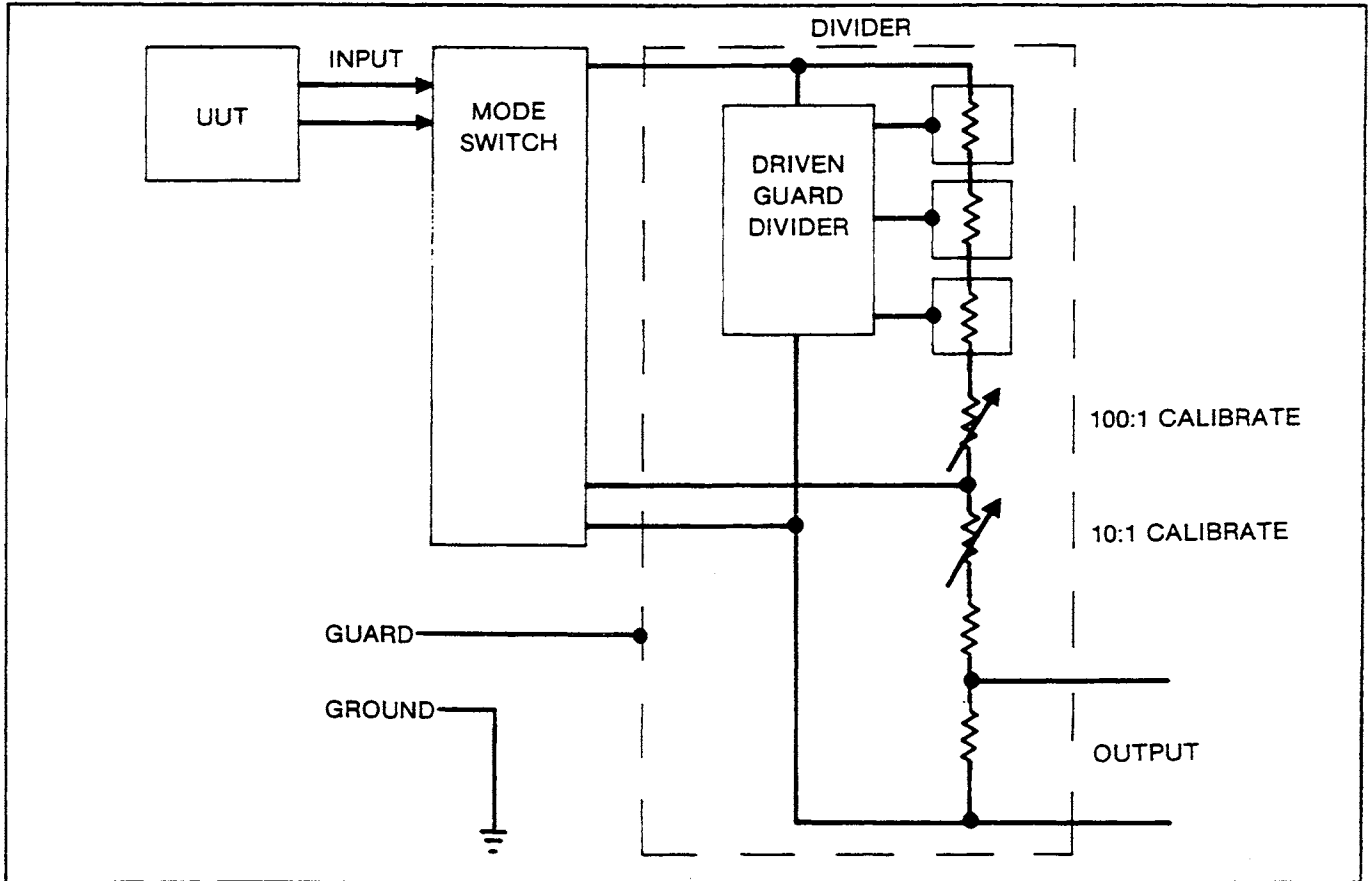 DIVIDER
INPUT
UUT
MODE
SWITCH
DRIVEN
GUARD
DIVIDER
100:1 CALIBRATE
10:1 CALIBRATE
GUARD
GROUND
OUTPUT